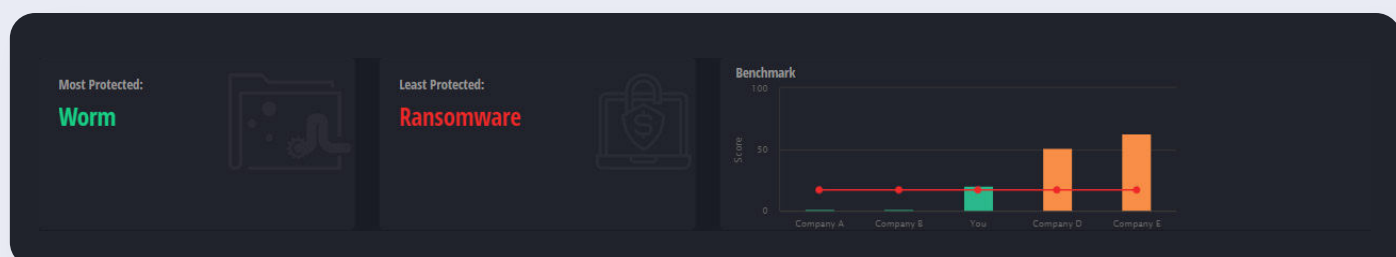 Most Protected:
Worm
Least Protected:
Ransomware
Benchmark
100
Score
50
0
Company A
Company B
You
Company D
Company E